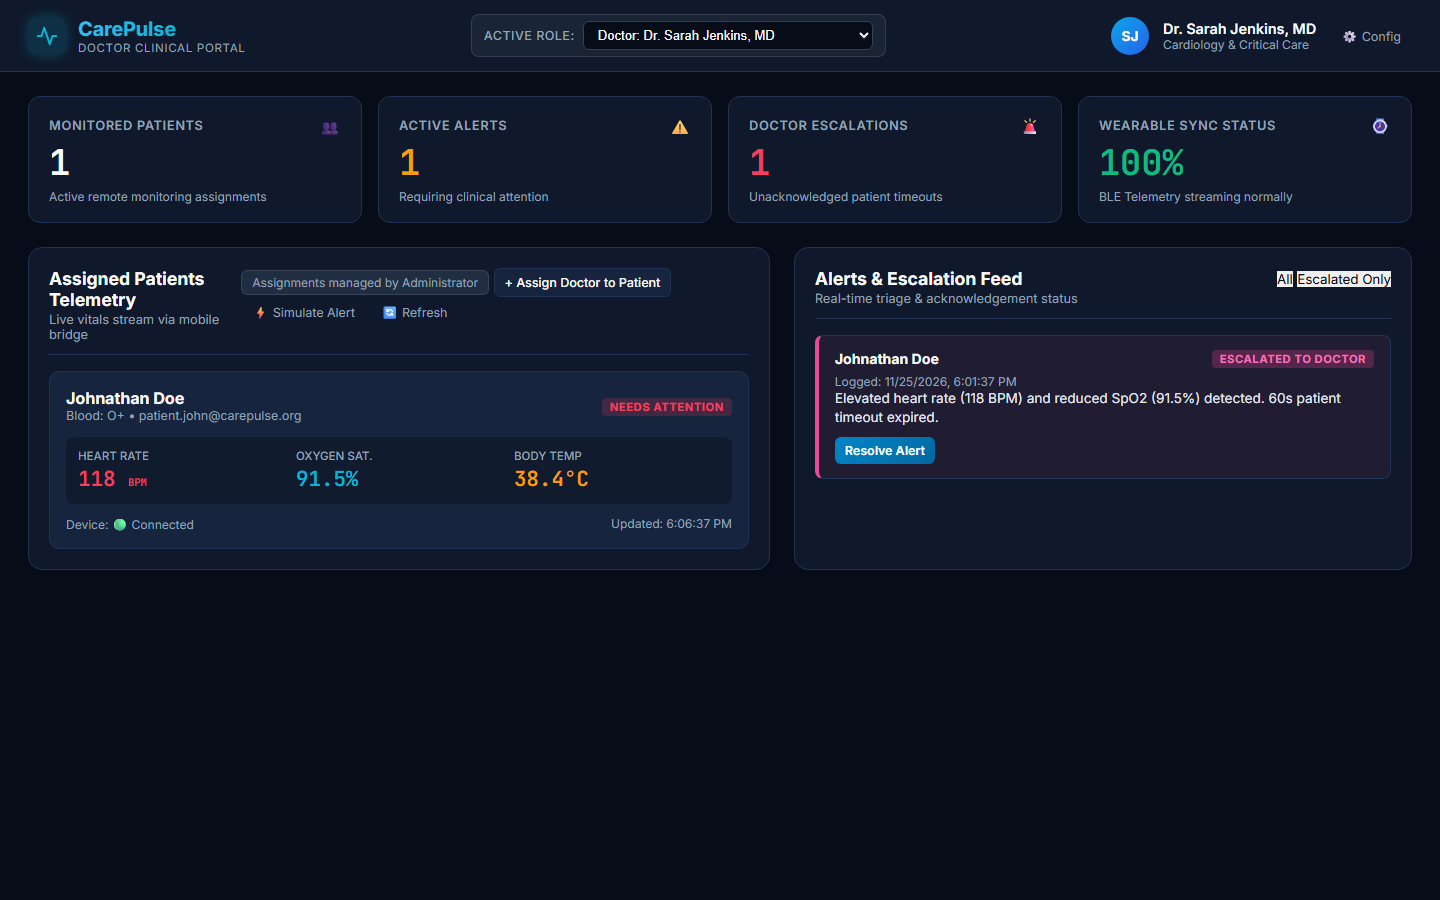 CarePulse
DOCTOR CLINICAL PORTAL
ACTIVE ROLE:
Doctor: Dr. Sarah Jenkins, MD
SJ
Dr. Sarah Jenkins, MD
Cardiology & Critical Care
Config
MONITORED PATIENTS
1
Active remote monitoring assignments
ACTIVE ALERTS
1
Requiring clinical attention
DOCTOR ESCALATIONS
1
Unacknowledged patient timeouts
WEARABLE SYNC STATUS
100%
BLE Telemetry streaming normally
Assigned Patients
Telemetry
Live vitals stream via mobile
bridge
Assignments managed by Administrator
+ Assign Doctor to Patient
Simulate Alert
Refresh
Johnathan Doe
Blood: O+ • patient.john@carepulse.org
NEEDS ATTENTION
HEART RATE
118 BPM
OXYGEN SAT.
91.5%
BODY TEMP
38.4°C
Device: Connected
Updated: 6:06:37 PM
Alerts & Escalation Feed
Real-time triage & acknowledgement status
All Escalated Only
Johnathan Doe
ESCALATED TO DOCTOR
Logged: 11/25/2026, 6:01:37 PM
Elevated heart rate (118 BPM) and reduced SpO2 (91.5%) detected. 60s patient
timeout expired.
Resolve Alert